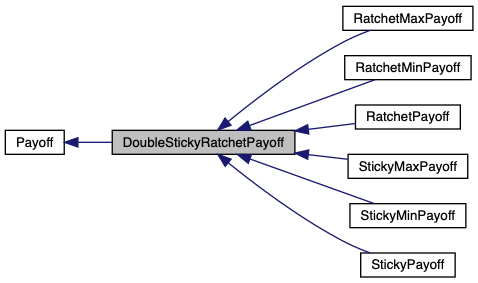 Payoff
DoubleStickyRatchetPayoff
RatchetMaxPayoff
RatchetMinPayoff
RatchetPayoff
StickyMaxPayoff
StickyMinPayoff
StickyPayoff